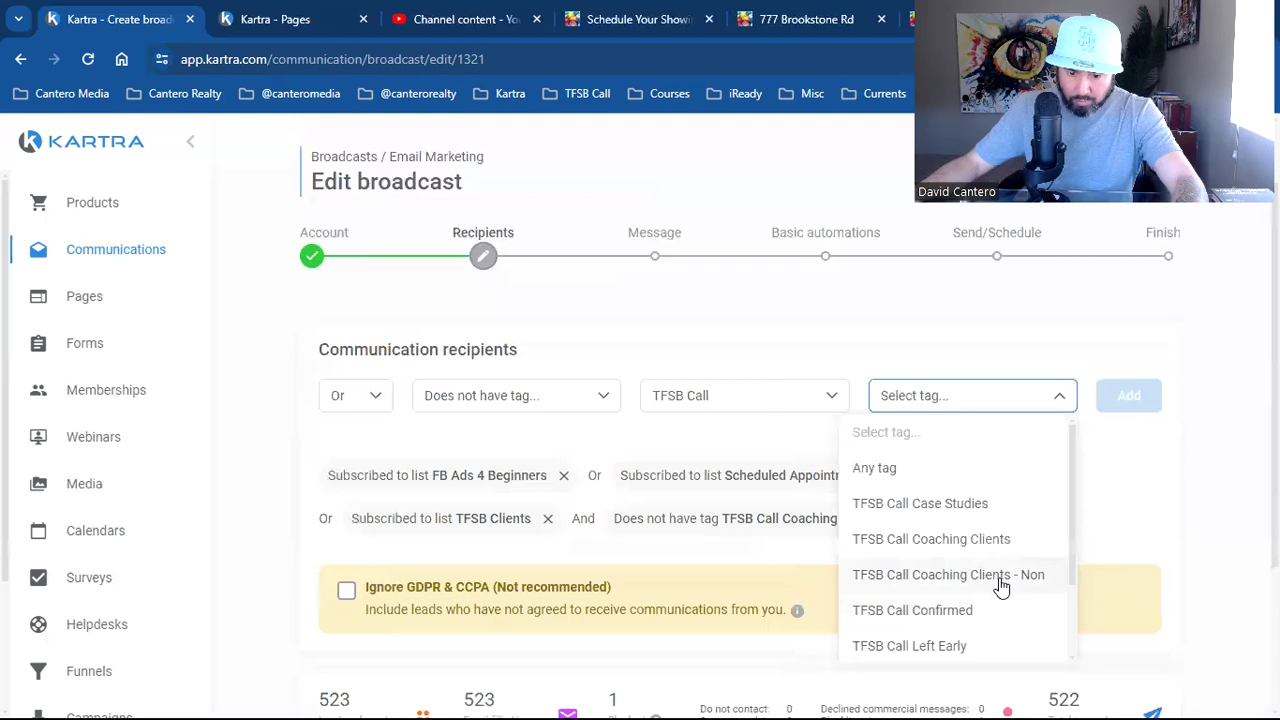 Kartra - Create broadc
Kartra - Pages
Channel content - Yo
Schedule Your Showi
777 Brookstone Rd
app.kartra.com/communication/broadcast/edit/1321
Cantero Media
Cantero Realty
@canteromedia
@canterorealty
Kartra
TFSB Call
Courses
iReady
Misc
Currents
David Cantero
KARTRA
Products
Communications
Pages
Forms
Memberships
Webinars
Media
Calendars
Surveys
Helpdesks
Funnels
Campaigns
Broadcasts / Email Marketing
Edit broadcast
Account
Recipients
Message
Basic automations
Send/Schedule
Finish
Communication recipients
Or
Does not have tag...
TFSB Call
Select tag...
Add
Select tag...
Any tag
TFSB Call Case Studies
TFSB Call Coaching Clients
TFSB Call Coaching Clients - Non
TFSB Call Confirmed
TFSB Call Left Early
Subscribed to list FB Ads 4 Beginners
Or
Subscribed to list Scheduled Appointm
Or
Subscribed to list TFSB Clients
And
Does not have tag TFSB Call Coaching
Ignore GDPR & CCPA (Not recommended)
Include leads who have not agreed to receive communications from you.
523
523
1
Do not contact: 0
Declined commercial messages: 0
522